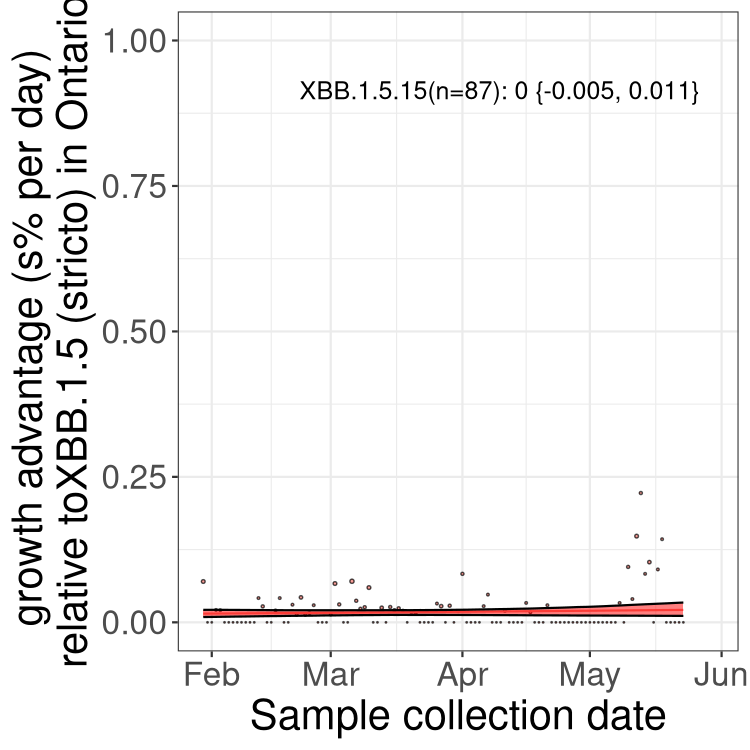 growth advantage (s% per day)
relative toXBB.1.5 (stricto) in Ontario
1.00
XBB.1.5.15(n=87): 0 {-0.005, 0.011}
0.75
0.50
0.25
0.00
Feb Mar Apr May Jun
Sample collection date